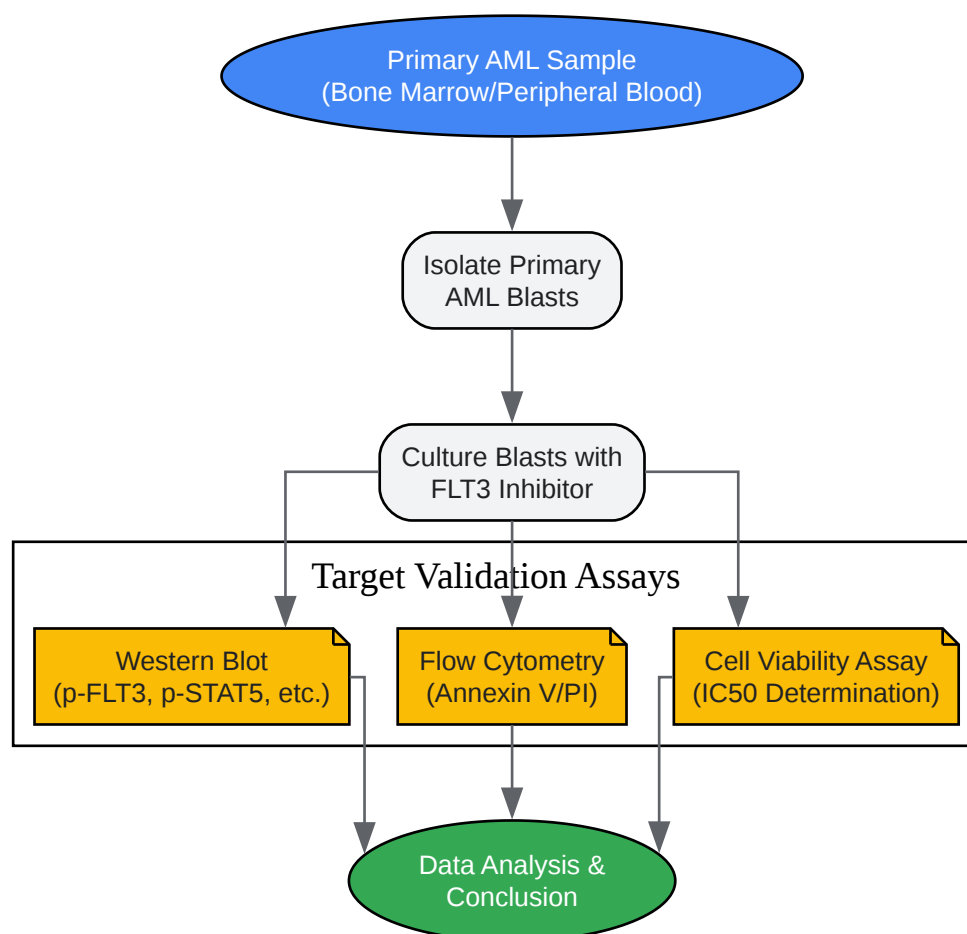 Primary AML Sample
(Bone Marrow/Peripheral Blood)
Isolate Primary
AML Blasts
Culture Blasts with
FLT3 Inhibitor
Target Validation Assays
Western Blot
(p-FLT3, p-STAT5, etc.)
Flow Cytometry
(Annexin V/PI)
Cell Viability Assay
(IC50 Determination)
Data Analysis &
Conclusion